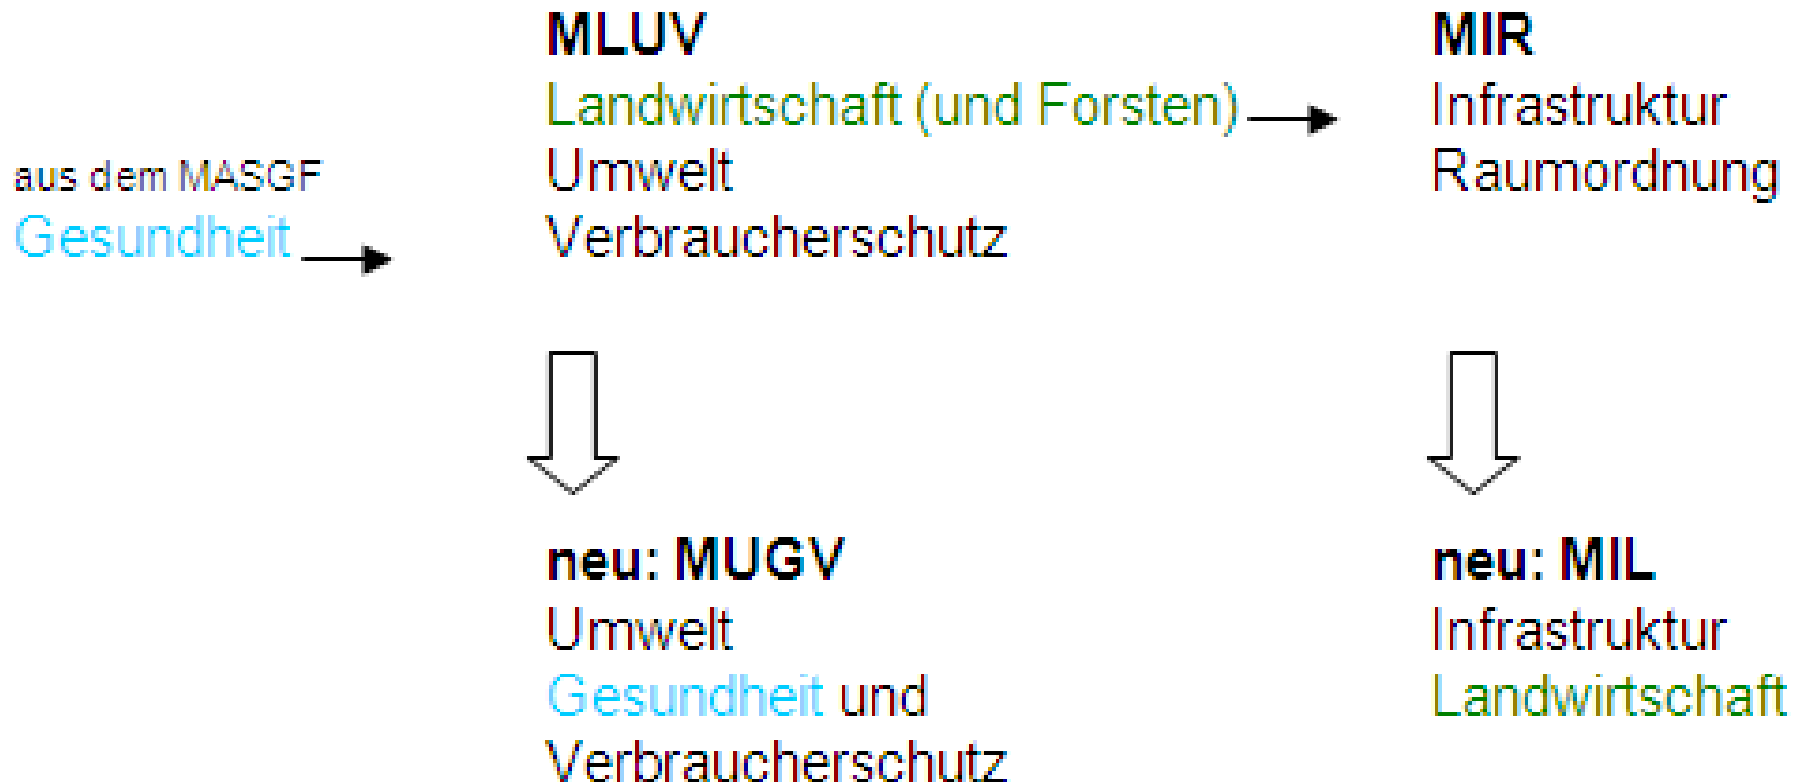 MLUV
Landwirtschaft (und Forsten)
Umwelt
Verbraucherschutz
MIR
Infrastruktur
Raumordnung
aus dem MASGF
Gesundheit
neu: MUGV
Umwelt
Gesundheit und
Verbraucherschutz
neu: MIL
Infrastruktur
Landwirtschaft